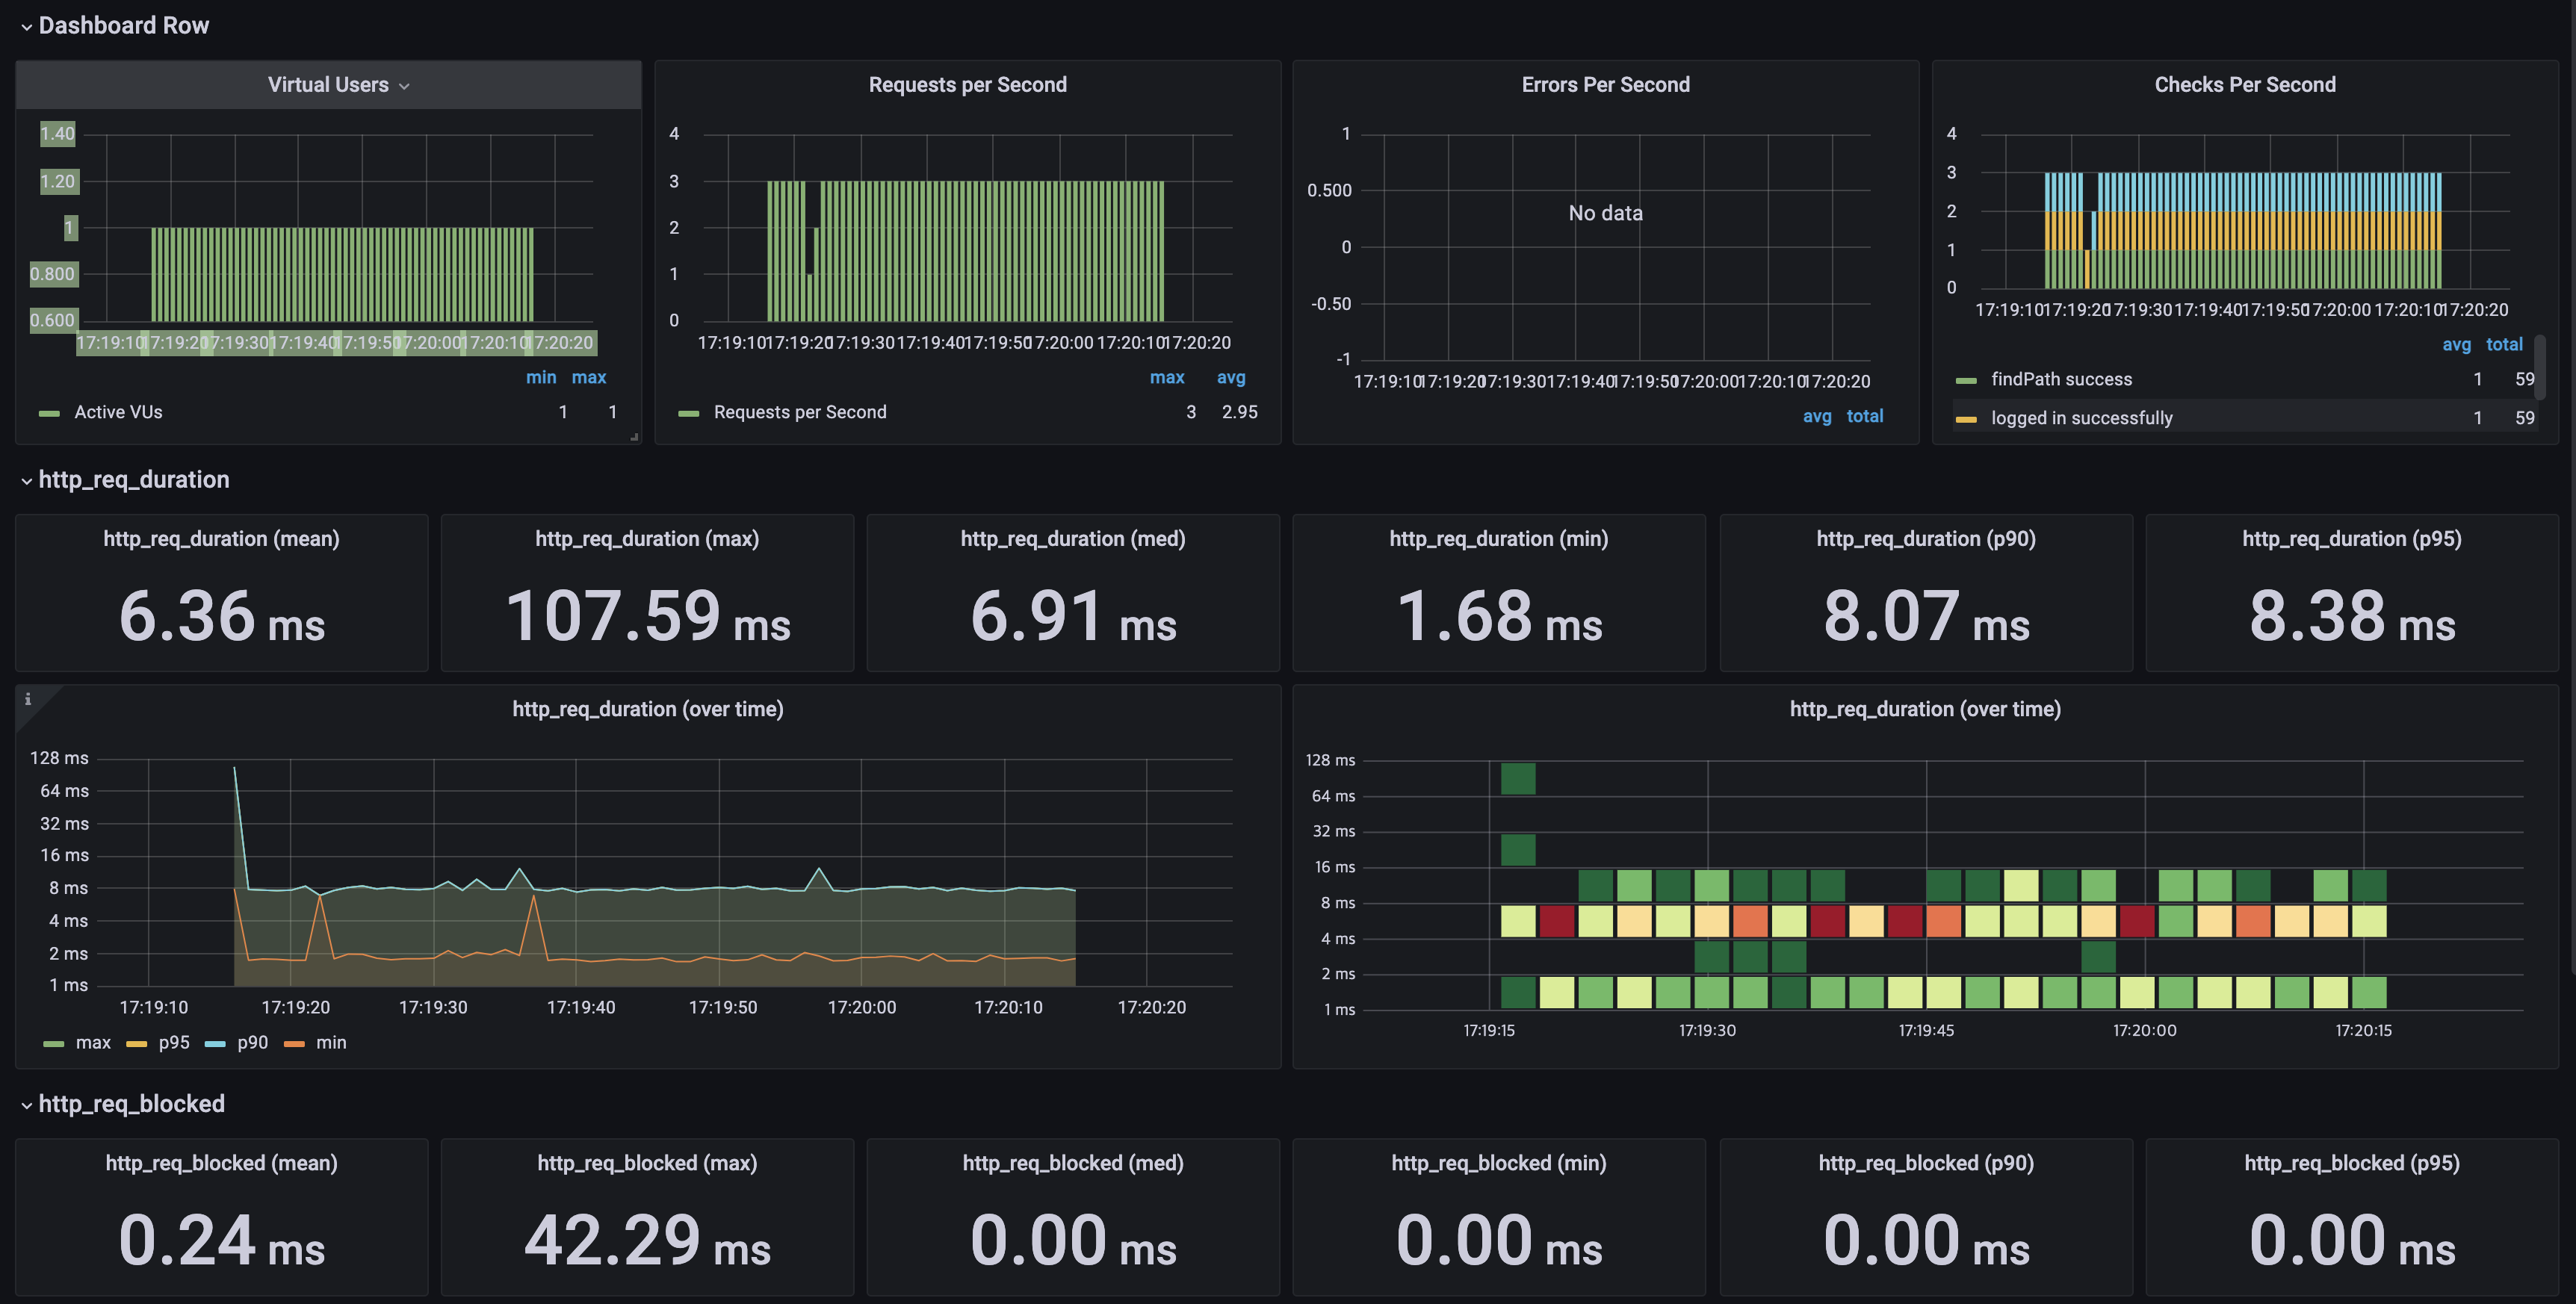 Dashboard Row
Virtual Users
1.40
1.20
1
0.800
0.600
17:19:10 17:19:20 17:19:30 17:19:40 17:19:50 17:20:00 17:20:10 17:20:20
min max
Active VUs 1 1
Requests per Second
4
3
2
1
0
17:19:10 17:19:20 17:19:30 17:19:40 17:19:50 17:20:00 17:20:10 17:20:20
max avg
Requests per Second 3 2.95
Errors Per Second
1
0.500
0
-0.50
-1
No data
17:19:10 17:19:20 17:19:30 17:19:40 17:19:50 17:20:00 17:20:10 17:20:20
avg total
Checks Per Second
4
3
2
1
0
17:19:10 17:19:20 17:19:30 17:19:40 17:19:50 17:20:00 17:20:10 17:20:20
avg total
findPath success 1 59
logged in successfully 1 59
http_req_duration
http_req_duration (mean)
6.36 ms
http_req_duration (max)
107.59 ms
http_req_duration (med)
6.91 ms
http_req_duration (min)
1.68 ms
http_req_duration (p90)
8.07 ms
http_req_duration (p95)
8.38 ms
i
http_req_duration (over time)
128 ms
64 ms
32 ms
16 ms
8 ms
4 ms
2 ms
1 ms
17:19:10 17:19:20 17:19:30 17:19:40 17:19:50 17:20:00 17:20:10 17:20:20
max p95 p90 min
http_req_duration (over time)
128 ms
64 ms
32 ms
16 ms
8 ms
4 ms
2 ms
1 ms
17:19:15 17:19:30 17:19:45 17:20:00 17:20:15
http_req_blocked
http_req_blocked (mean)
0.24 ms
http_req_blocked (max)
42.29 ms
http_req_blocked (med)
0.00 ms
http_req_blocked (min)
0.00 ms
http_req_blocked (p90)
0.00 ms
http_req_blocked (p95)
0.00 ms